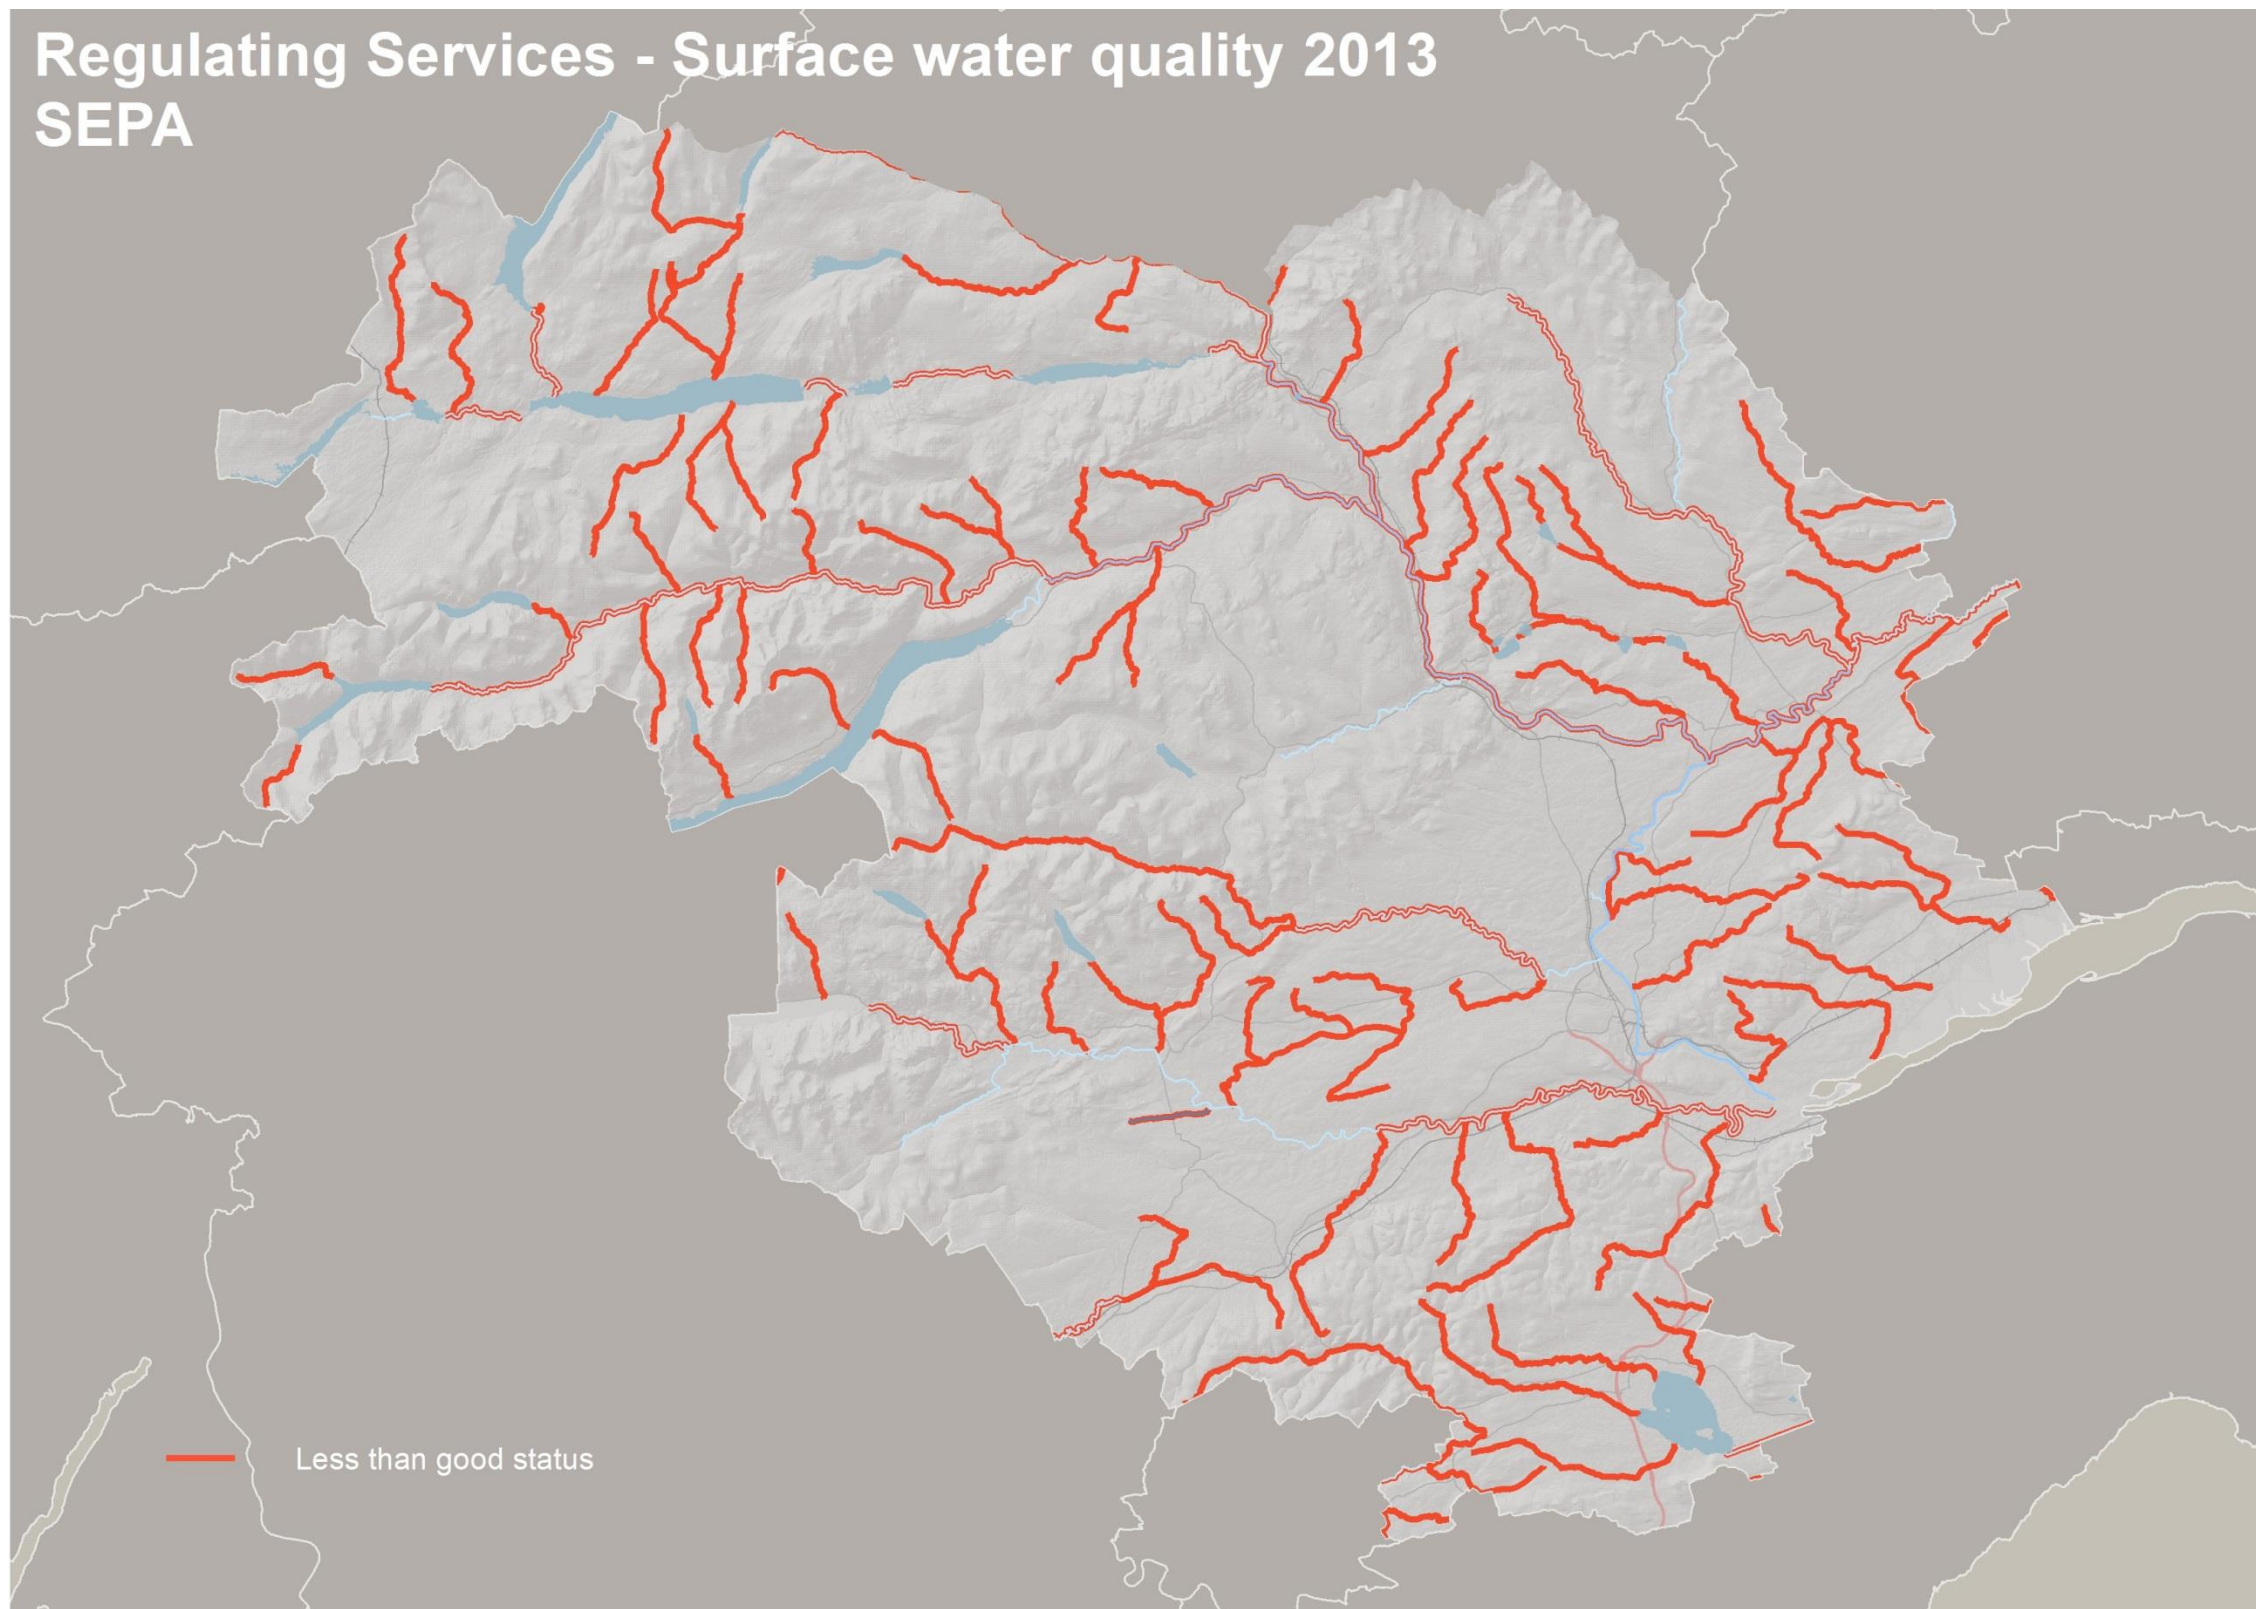 Regulating Services - Surface water quality 2013
SEPA
Less than good status